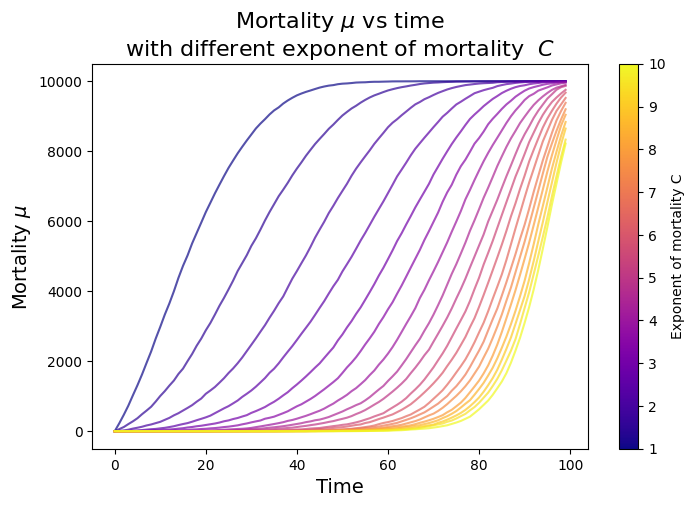 Mortality μ vs time
with different exponent of mortality C
10000
8000
6000
4000
2000
0
Mortality μ
0 20 40 60 80 100
Time
10
9
8
7
6
5
4
3
2
1
Exponent of mortality C